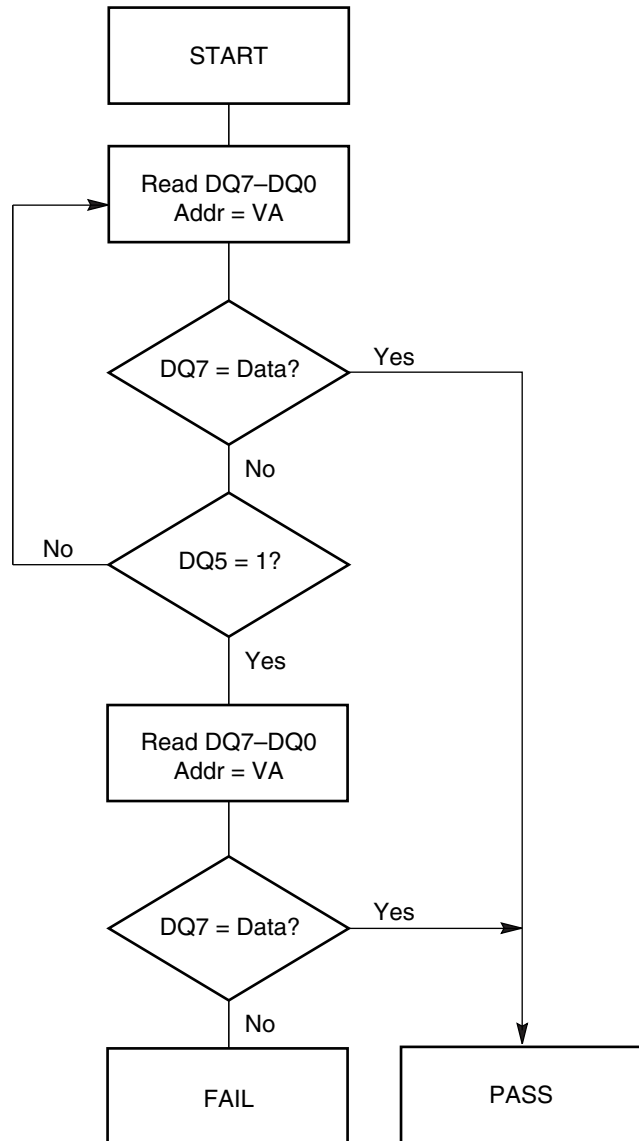 START
Read DQ7–DQ0
Addr = VA
DQ7 = Data?
Yes
No
No
DQ5 = 1?
Yes
Read DQ7–DQ0
Addr = VA
DQ7 = Data?
Yes
No
FAIL
PASS